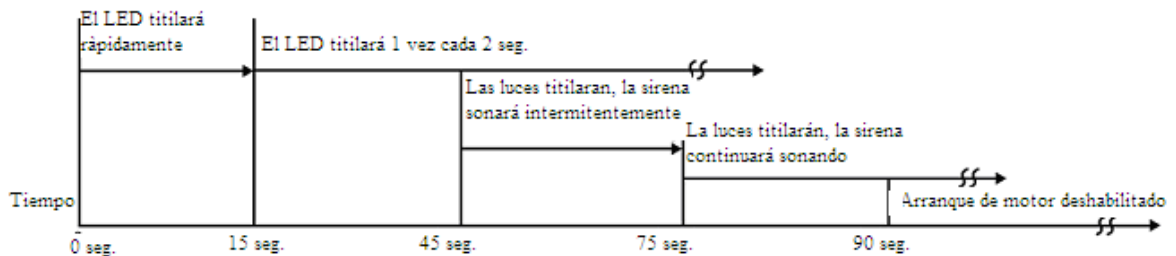 El LED titilará
ràpidamente
El LED titilará 1 vez cada 2 seg.
Las luces titilaran, la sirena
sonará intermitentemente
La luces titilarán, la sirena
continuará sonando
Tiempo
Arranque de motor deshabilitado
0 seg.
15 seg.
45 seg.
75 seg.
90 seg.